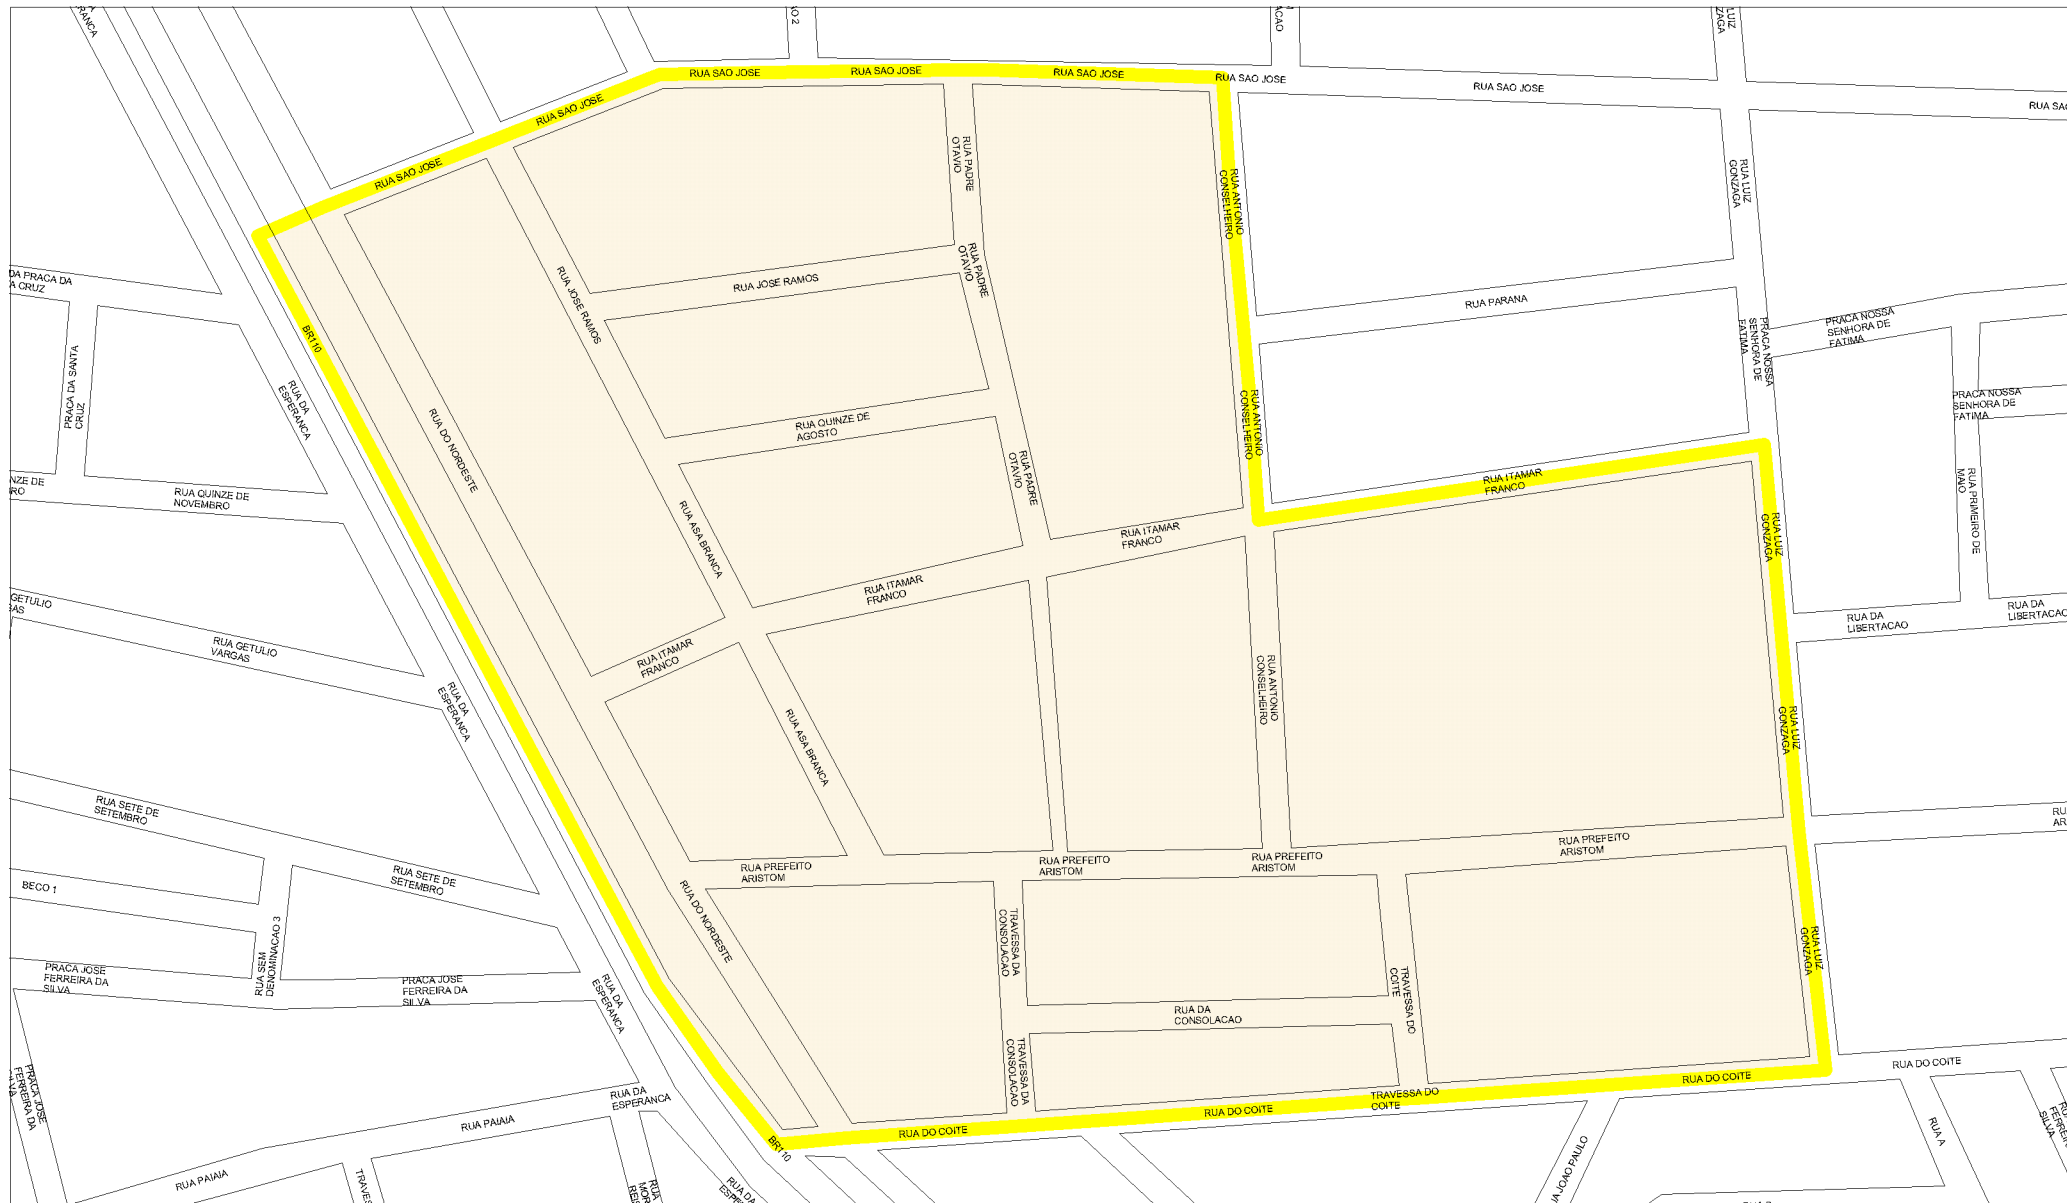 RUA SAO JOSE
RUA SAO JOSE
RUA SAO JOSE
RUA SAO JOSE
RUA SAO JOSE
RUA SAO JOSE
RUA SAO JOSE
LUIZ
RUA LUIZ
GONZAGA
RUA PADRE
OTAVIO
RUA ANTONIO
CONSELHEIRO
DA PRACA DA
A CRUZ
RUA PADRE
OTAVIO
RUA JOSE RAMOS
RUA JOSE RAMOS
RUA PARANA
PRACA NOSSA
SENHORA DE
FATIMA
PRACA NOSSA
SENHORA DE
FATIMA
BR110
PRACA DA SANTA
CRUZ
RUA DA
ESPERANCA
RUA DO NORDESTE
RUA QUINZE DE
AGOSTO
RUA ANTONIO
CONSELHEIRO
PRACA NOSSA
SENHORA DE
FATIMA
RUA PADRE
OTAVIO
RUA ITAMAR
FRANCO
RUA PRIMEIRO DE
MAIO
RUA QUINZE DE
NOVEMBRO
RUA ASA BRANCA
RUA ITAMAR
FRANCO
RUA LUIZ
GONZAGA
RUA ITAMAR
FRANCO
GETULIO
RUA DA
LIBERTACAO
RUA DA
LIBERTACAO
RUA GETULIO
VARGAS
RUA ITAMAR
FRANCO
RUA ANTONIO
CONSELHEIRO
RUA DA
ESPERANCA
RUA ASA BRANCA
RUA LUIZ
GONZAGA
RUA SETE DE
SETEMBRO
RUA SETE DE
SETEMBRO
RUA PREFEITO
ARISTOM
RUA PREFEITO
ARISTOM
RUA PREFEITO
ARISTOM
RUA PREFEITO
ARISTOM
BECO 1
RUA DO NORDESTE
RUA SEM
DENOMINACAO 3
TRAVESSA DA
CONSOLACAO
RUA LUIZ
GONZAGA
PRACA JOSE
FERREIRA DA
SILVA
PRACA JOSE
FERREIRA DA
SILVA
RUA DA
ESPERANCA
TRAVESSA DO
COITE
RUA DA
CONSOLACAO
TRAVESSA DA
CONSOLACAO
RUA DO COITE
RUA DO COITE
TRAVESSA DO
COITE
RUA DO COITE
RUA DO COITE
PRACA JOSE
FERREIRA DA
RUA DA
ESPERANCA
RUA PAIAIA
RUA PAIAIA
BR110
RUA A
RUA DA